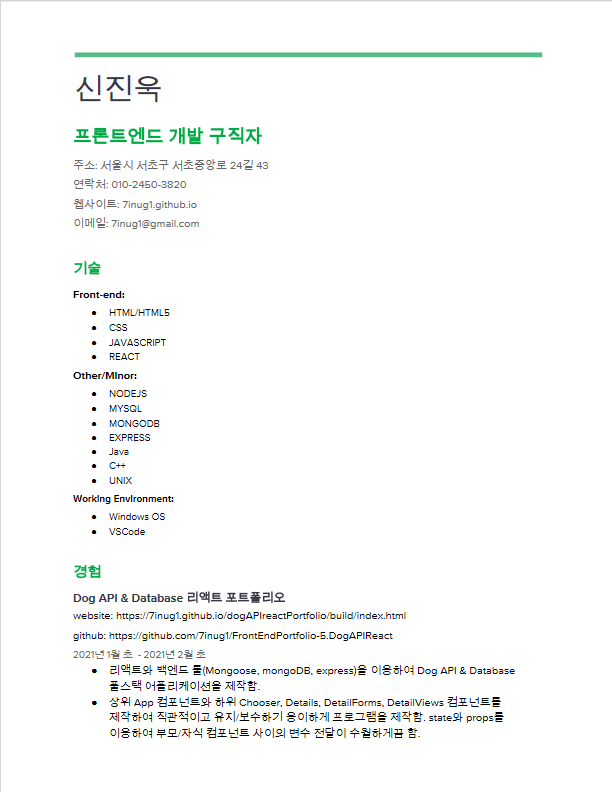 신진욱
프론트엔드 개발 구직자
주소: 서울시 서초구 서초중앙로 24길 43
연락처: 010-2450-3820
웹사이트: 7inug1.github.io
이메일: 7inug1@gmail.com
기술
Front-end:
● HTML/HTML5
● CSS
● JAVASCRIPT
● REACT
Other/Minor:
● NODEJS
● MYSQL
● MONGODB
● EXPRESS
● Java
● C++
● UNIX
Working Environment:
● Windows OS
● VSCode
경험
Dog API & Database 리액트 포트폴리오
website: https://7inug1.github.io/dogAPIreactPortfolio/build/index.html
github: https://github.com/7inug1/FrontEndPortfolio-5.DogAPIReact
2021년 1월 초 - 2021년 2월 초
● 리액트와 백엔드 툴(Mongoose, mongoDB, express)을 이용하여 Dog API & Database
풀스택 어플리케이션을 제작함.
● 상위 App 컴포넌트와 하위 Chooser, Details, DetailForms, DetailViews 컴포넌트를
제작하여 직관적이고 유지/보수하기 용이하게 프로그램을 제작함. state와 props를
이용하여 부모/자식 컴포넌트 사이의 변수 전달이 수월하게끔 함.